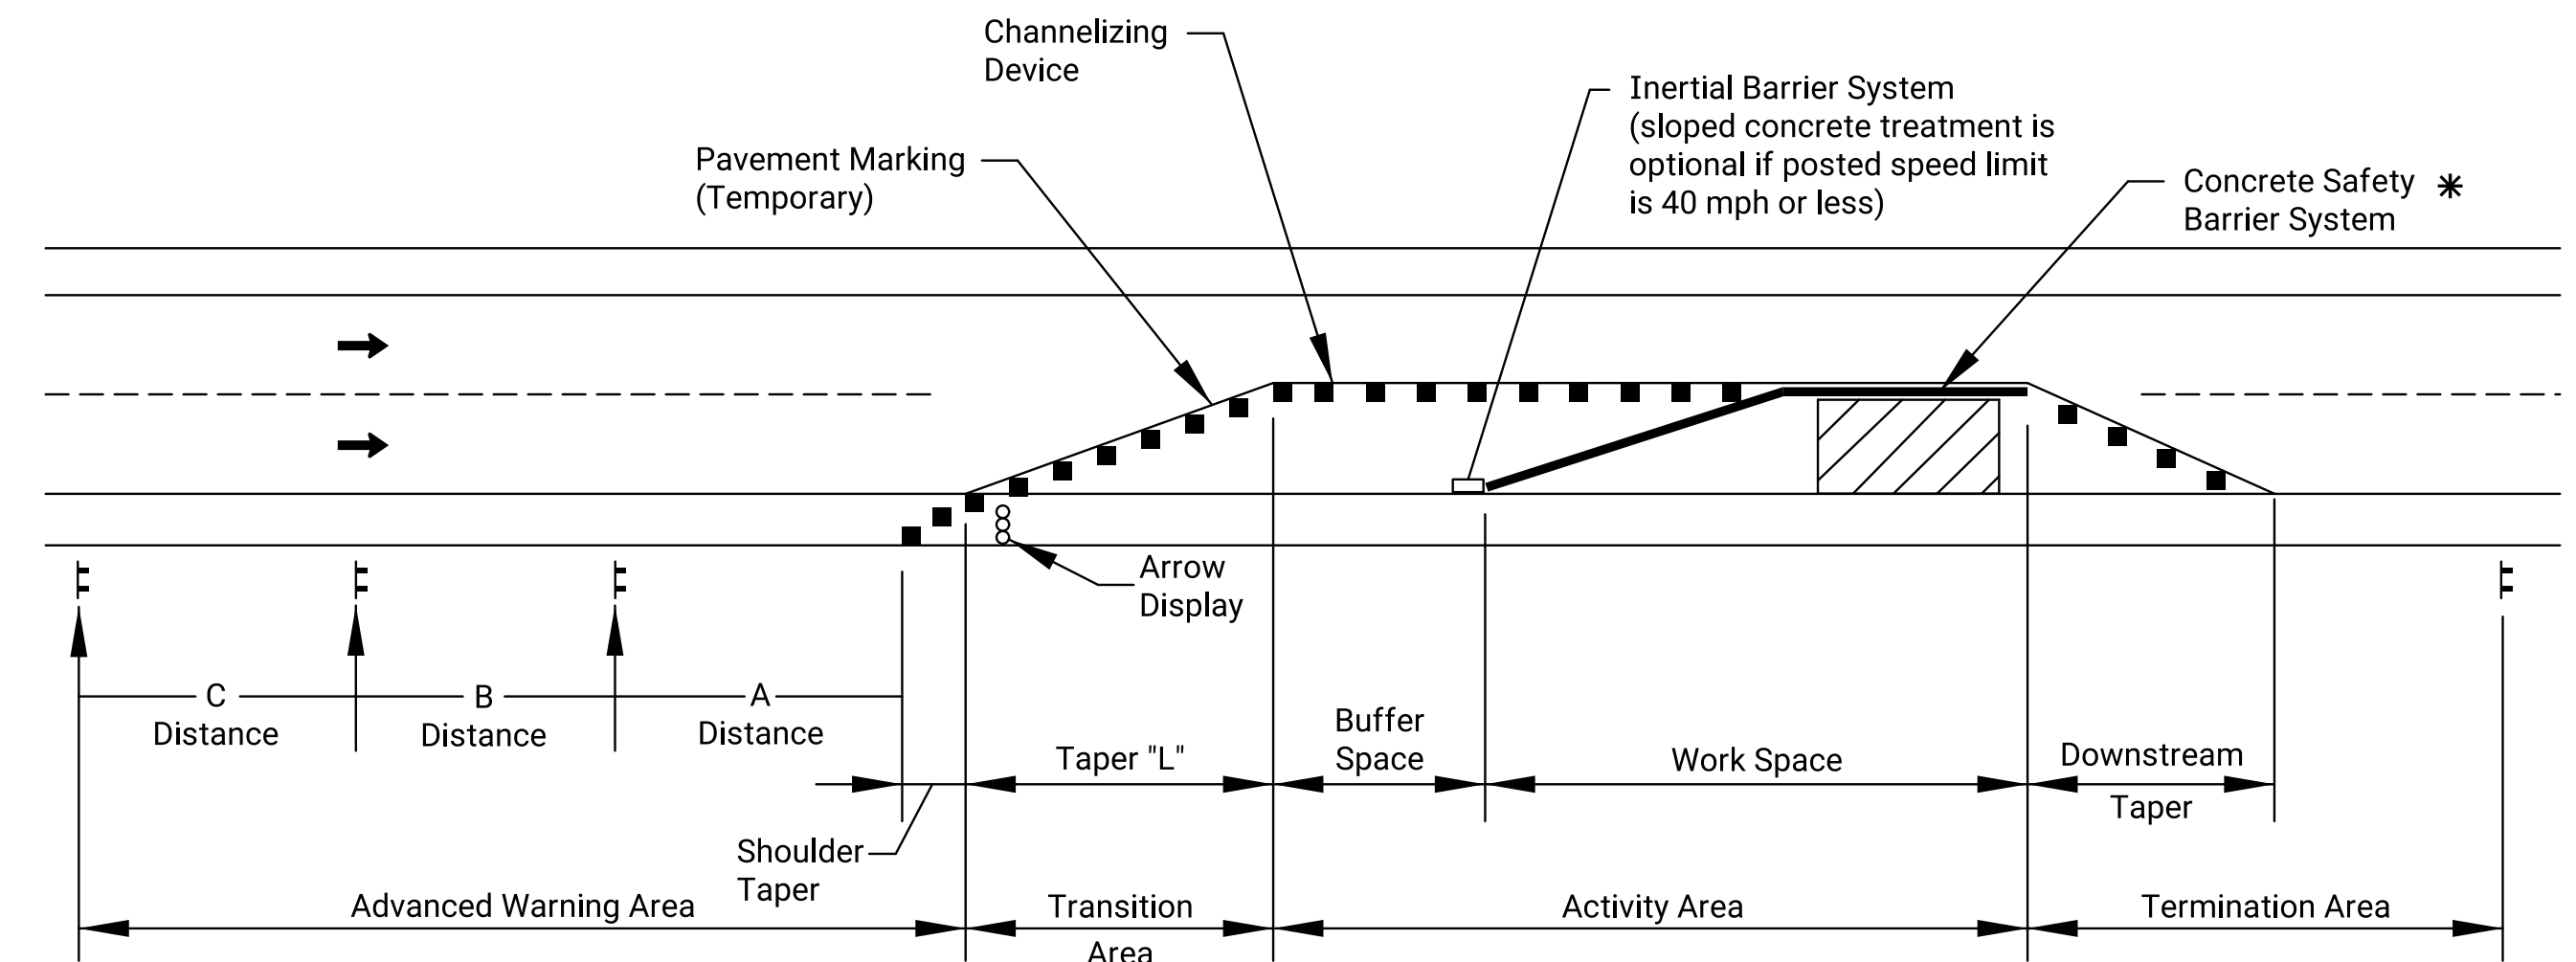 Channelizing
Device
Inertial Barrier System
(sloped concrete treatment is
optional if posted speed limit
is 40 mph or less)
Pavement Marking
(Temporary)
Concrete Safety *
Barrier System
Arrow
Display
C
Distance
B
Distance
A
Distance
Buffer
Space
Taper "L"
Work Space
Downstream
Taper
Shoulder
Taper
Advanced Warning Area
Transition
Area
Activity Area
Termination Area